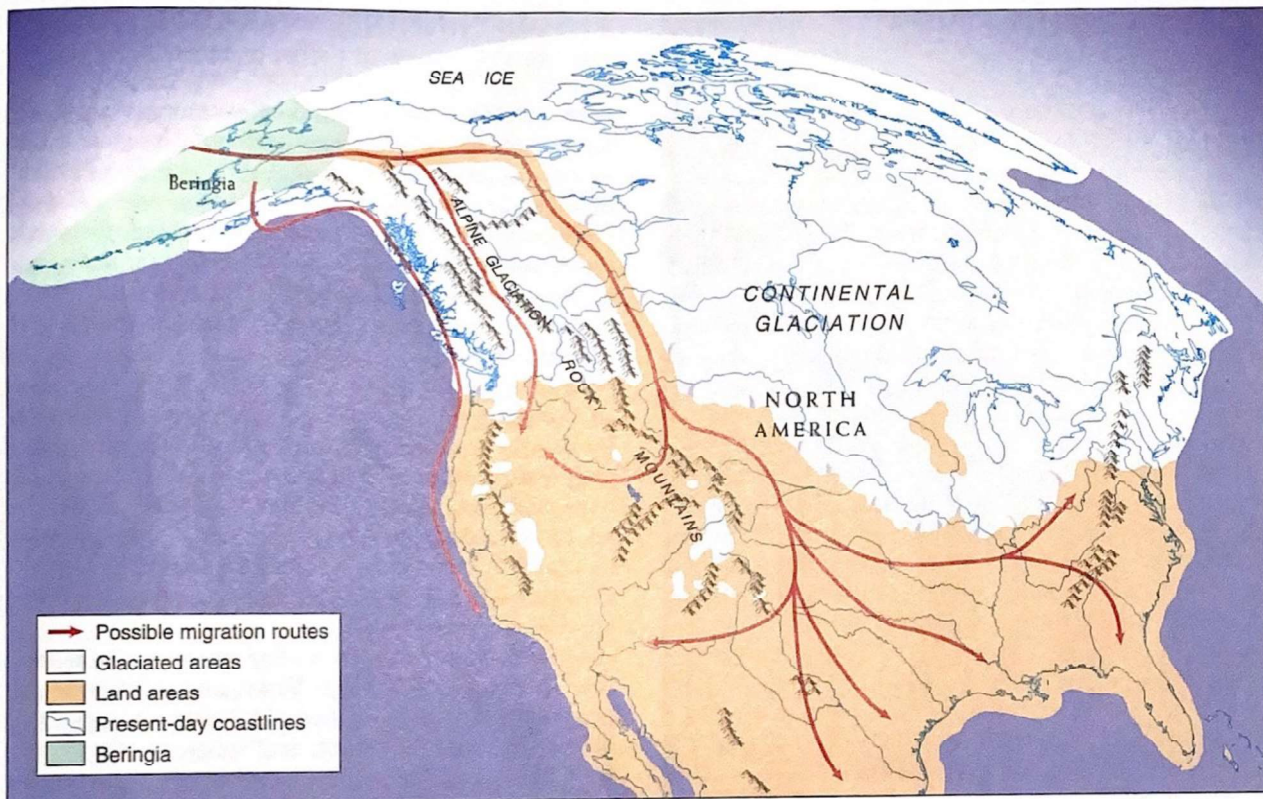 SEA ICE
Beringia
ALPINE GLACIATION
CONTINENTAL
GLACIATION
ROCKY
MOUNTAINS
NORTH
AMERICA
Possible migration routes
Glaciated areas
Land areas
Present-day coastlines
Beringia